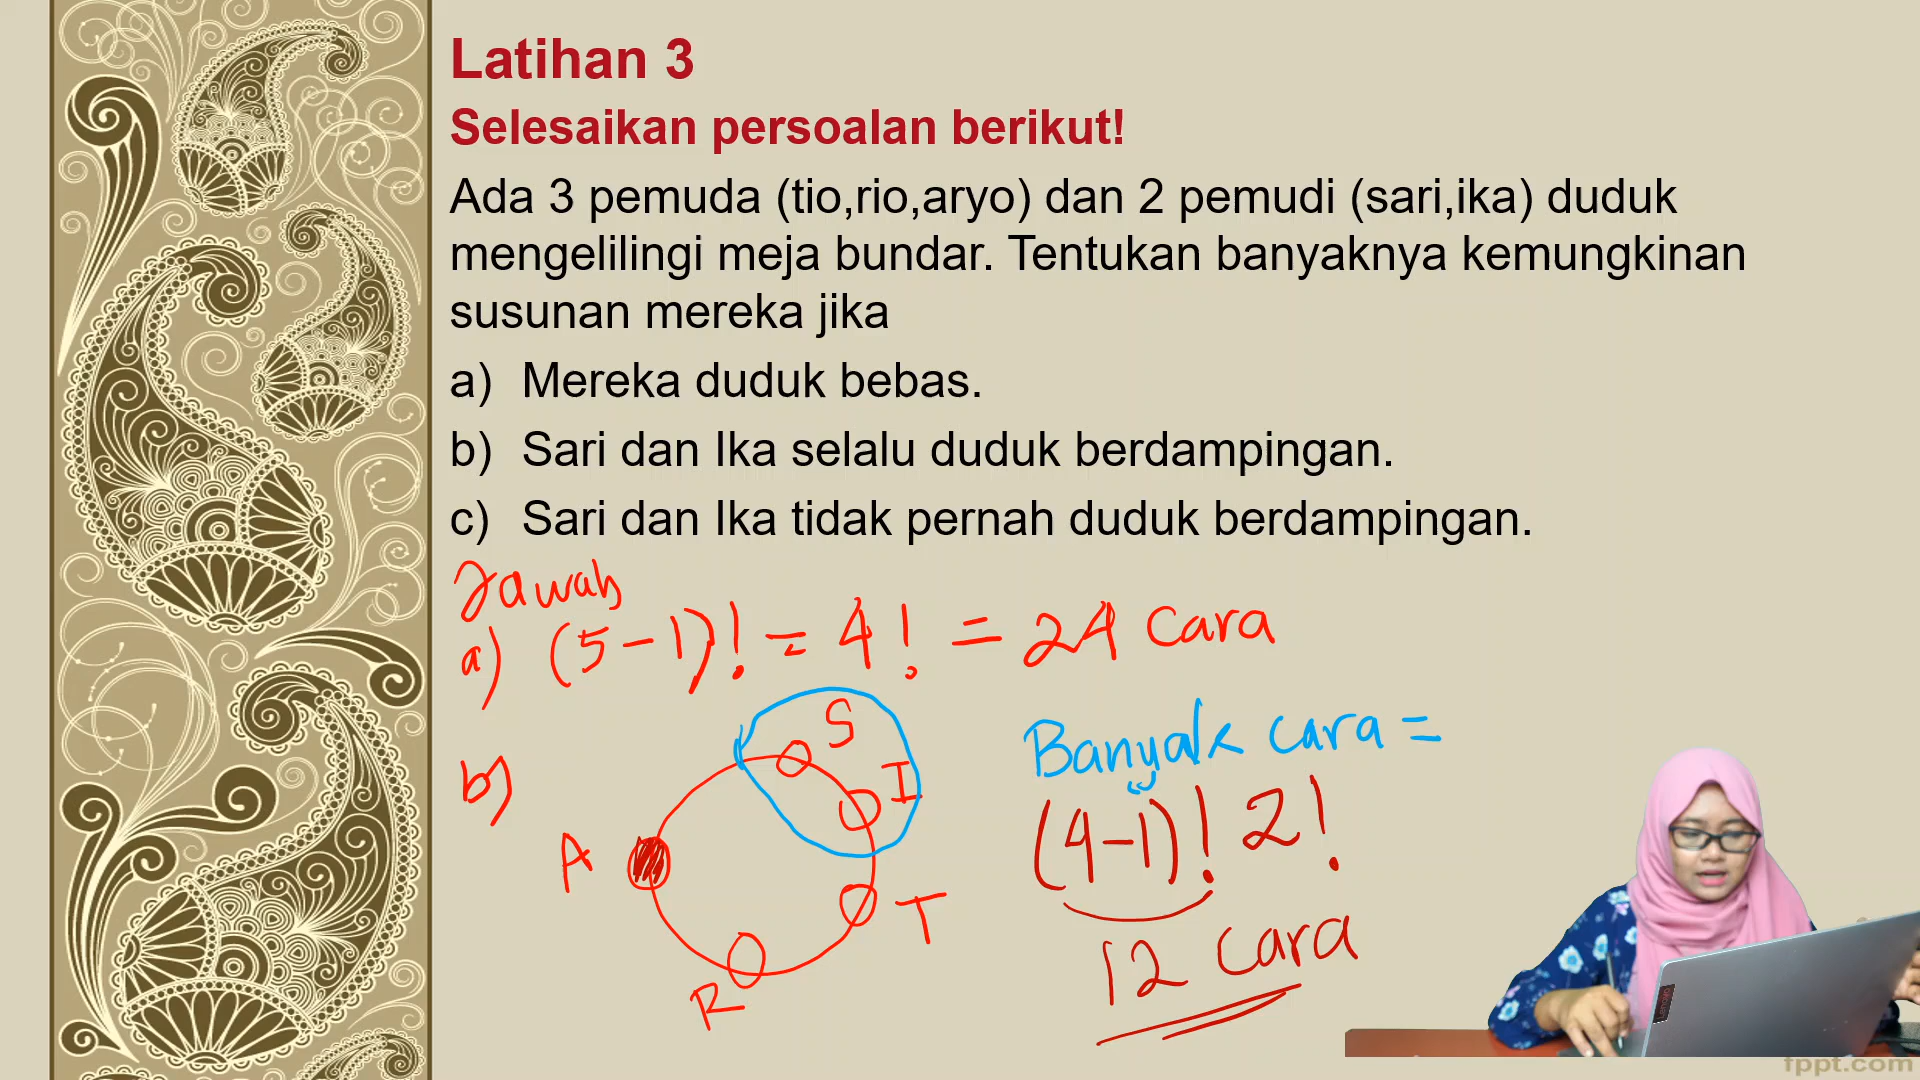 Latihan 3
Selesaikan persoalan berikut!
Ada 3 pemuda (tio,rio,aryo) dan 2 pemudi (sari,ika) duduk
mengelilingi meja bundar. Tentukan banyaknya kemungkinan
susunan mereka jika
a) Mereka duduk bebas.
b) Sari dan Ika selalu duduk berdampingan.
c) Sari dan Ika tidak pernah duduk berdampingan.
Jawab
a) (5-1)! = 4! = 24 cara
b)
S
I
A
T
R
Banyak cara =
(4-1)! 2!
12 cara
Lenovo
fppt.com